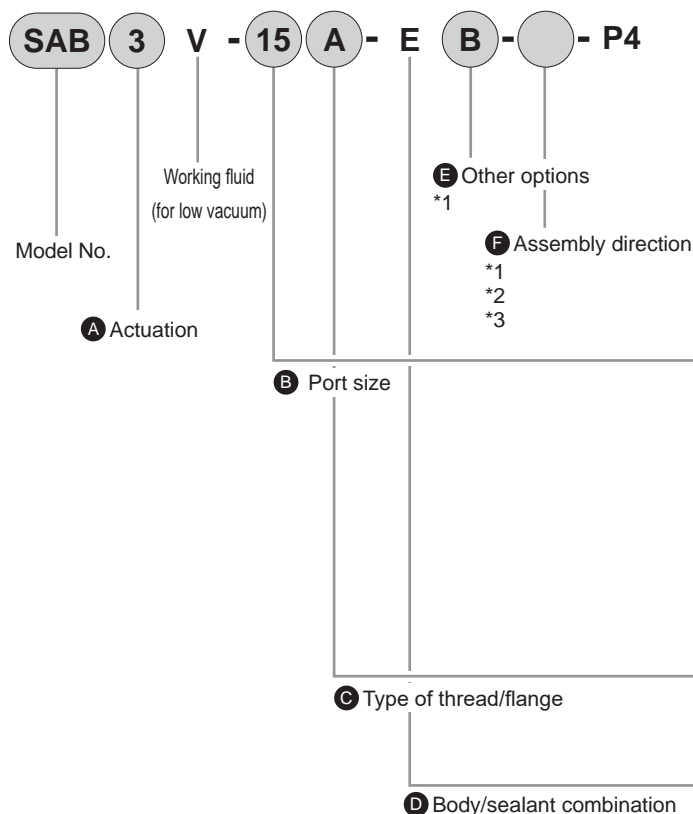 SAB 3 V - 15 A - E B - - P4
Working fluid
(for low vacuum)
E Other options
*1
Model No.
F Assembly direction
*1
*2
*3
A Actuation
B Port size
C Type of thread/flange
D Body/sealant combination